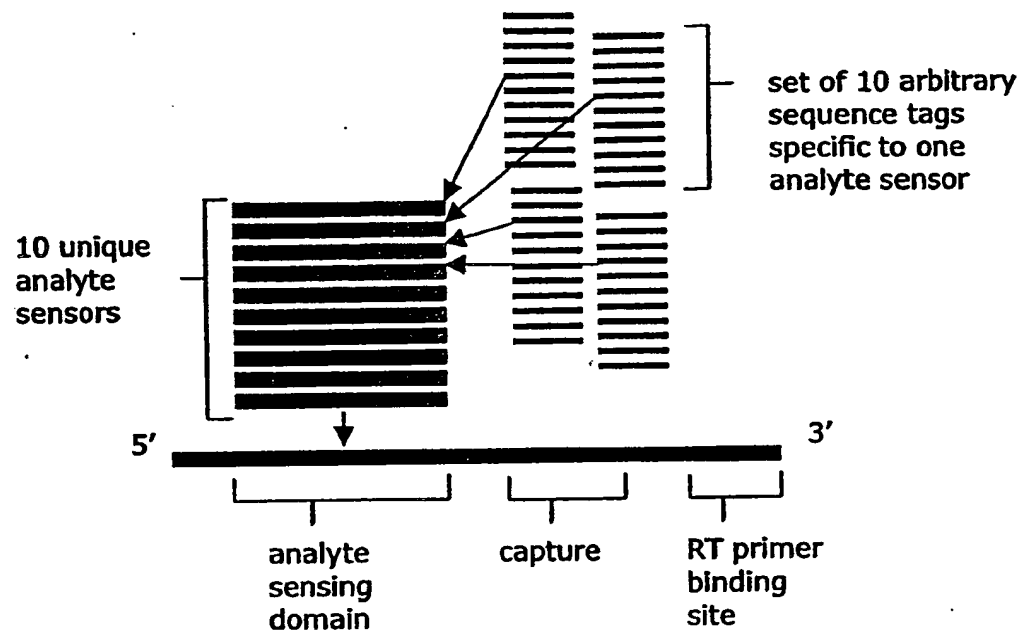 set of 10 arbitrary
sequence tags
specific to one
analyte sensor
10 unique
analyte
sensors
5′
3′
analyte
sensing
domain
capture
RT primer
binding
site